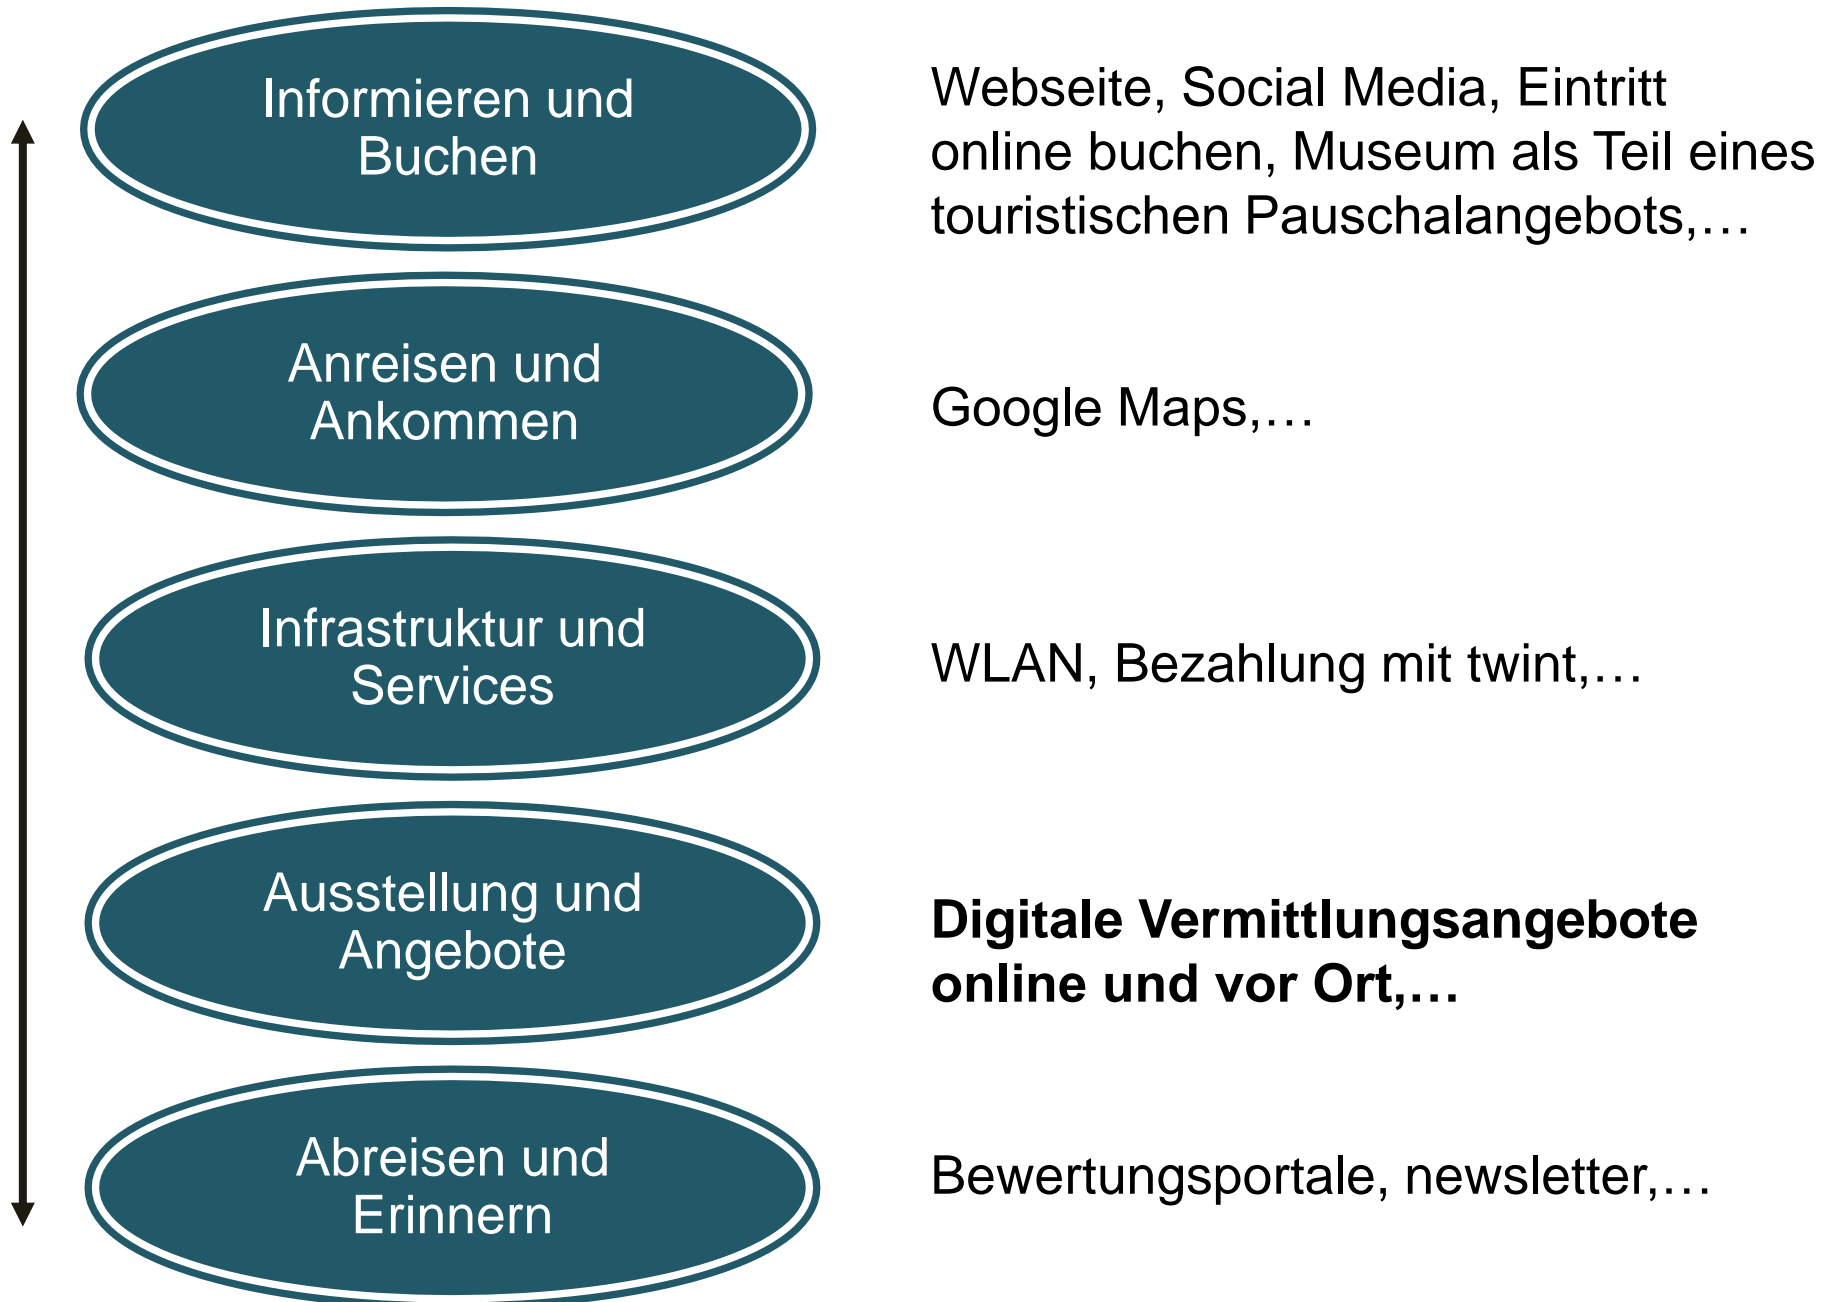 Informieren und
Buchen
Webseite, Social Media, Eintritt
online buchen, Museum als Teil eines
touristischen Pauschalangebots,…
Anreisen und
Ankommen
Google Maps,…
Infrastruktur und
Services
WLAN, Bezahlung mit twint,…
Ausstellung und
Angebote
Digitale Vermittlungsangebote
online und vor Ort,…
Abreisen und
Erinnern
Bewertungsportale, newsletter,…